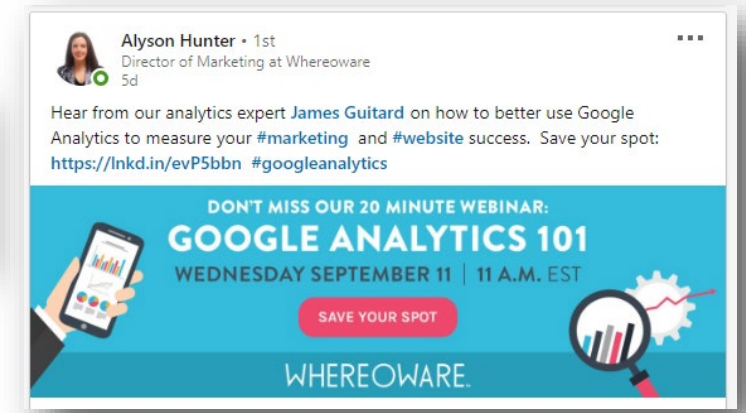 Alyson Hunter • 1st
Director of Marketing at Whereoware
5d
Hear from our analytics expert James Guitard on how to better use Google
Analytics to measure your #marketing and #website success. Save your spot:
https://lnkd.in/evP5bbn #googleanalytics
DON'T MISS OUR 20 MINUTE WEBINAR:
GOOGLE ANALYTICS 101
WEDNESDAY SEPTEMBER 11 | 11 A.M. EST
SAVE YOUR SPOT
WHEREOWARE